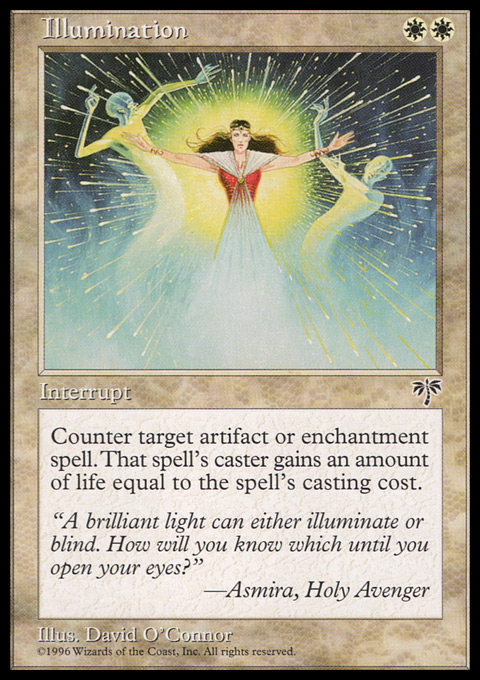 Illumination
Interrupt
Counter target artifact or enchantment
spell. That spell's caster gains an amount
of life equal to the spell's casting cost.
"A brilliant light can either illuminate or
blind. How will you know which until you
open your eyes?"
—Asmira, Holy Avenger
Illus. David O'Connor
©1996 Wizards of the Coast, Inc. All rights reserved.